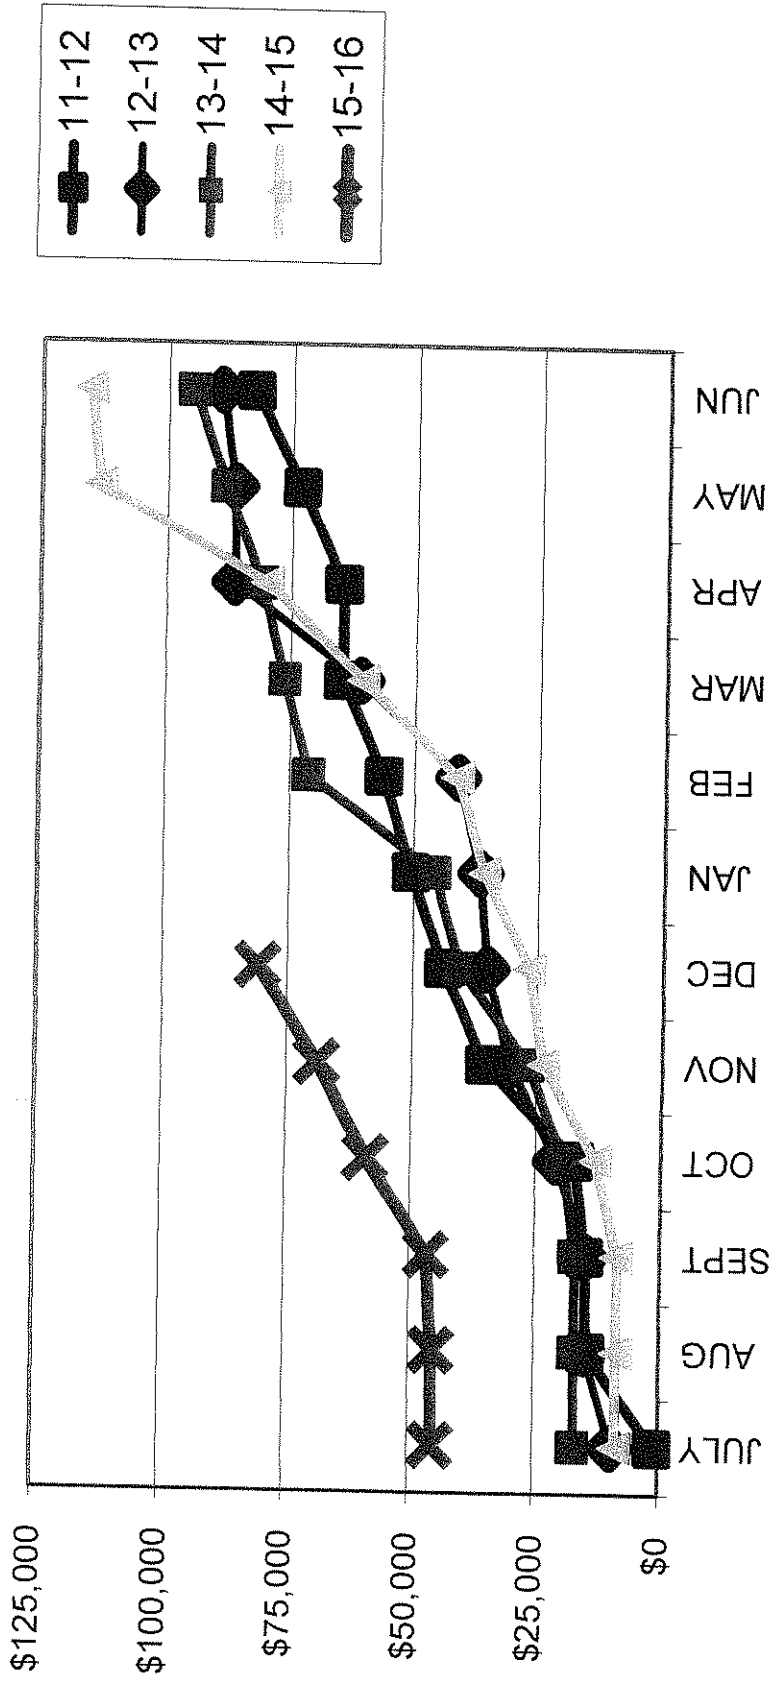 11-12
12-13
13-14
14-15
15-16
$125,000
$100,000
$75,000
$50,000
$25,000
$0
JULY
AUG
SEPT
OCT
NOV
DEC
JAN
FEB
MAR
APR
MAY
JUN